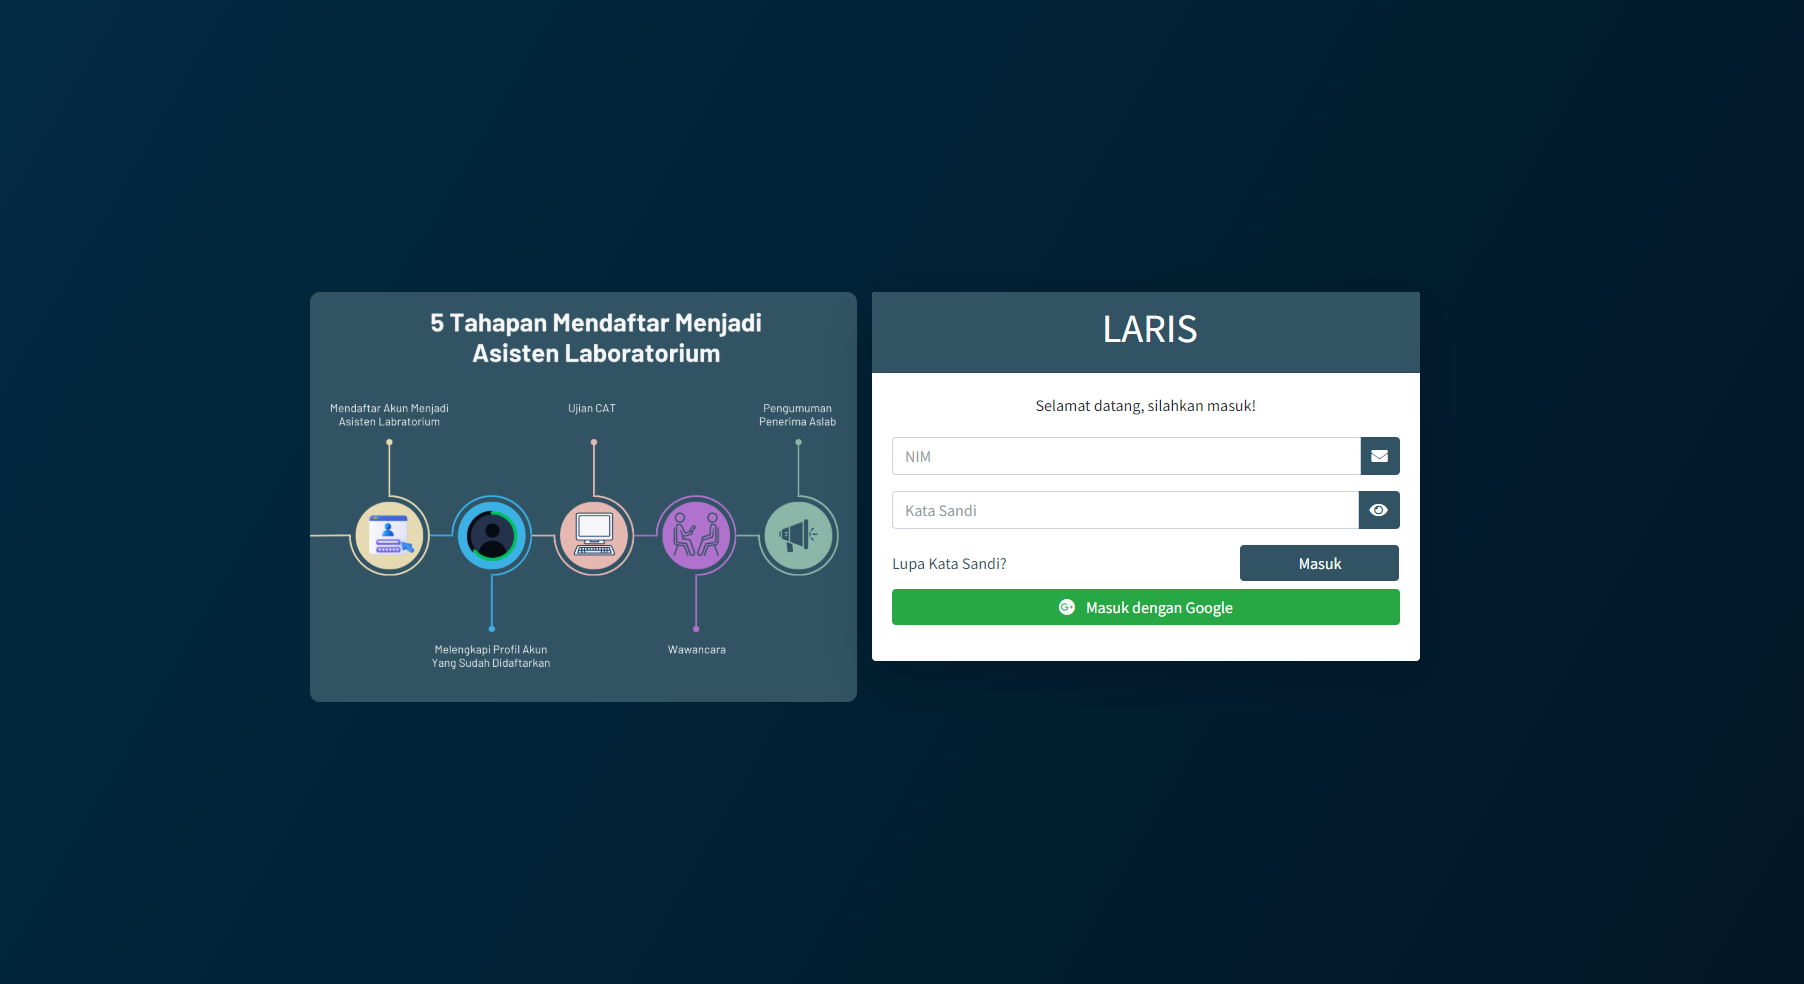 5 Tahapan Mendaftar Menjadi
Asisten Laboratorium
Mendaftar Akun Menjadi
Asisten Labratorium
Ujian CAT
Pengumuman
Penerima Aslab
Melengkapi Profil Akun
Yang Sudah Didaftarkan
Wawancara
LARIS
Selamat datang, silahkan masuk!
NIM
Kata Sandi
Lupa Kata Sandi?
Masuk
G+ Masuk dengan Google